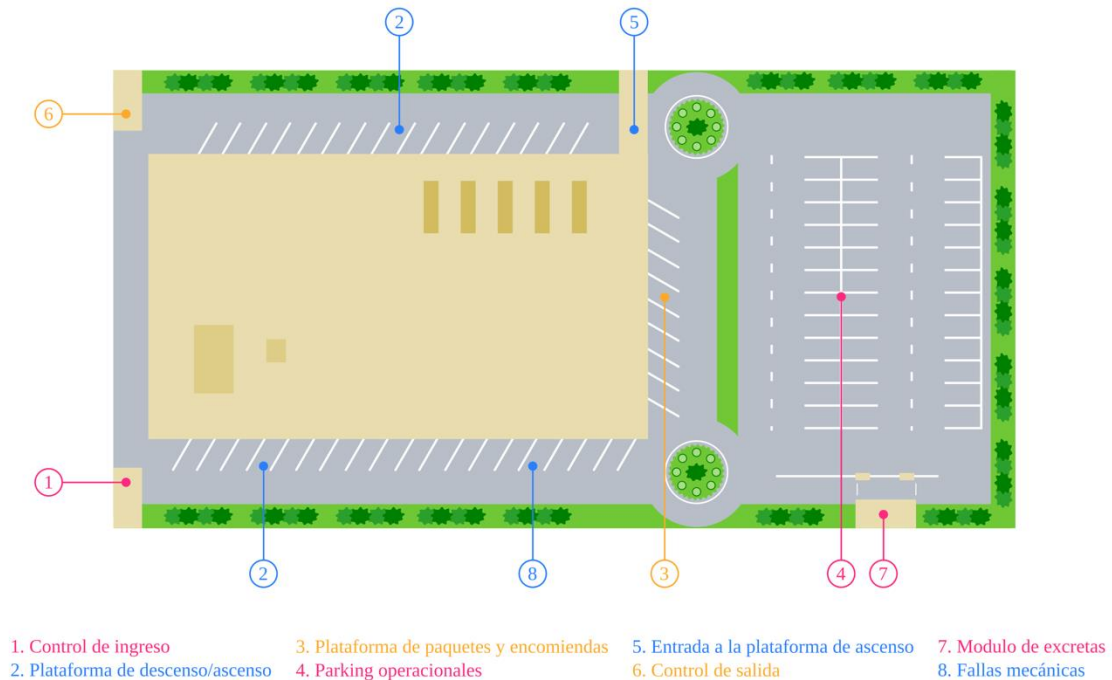 2
5
6
1
2
8
3
4
7
1. Control de ingreso
2. Plataforma de descenso/ascenso
3. Plataforma de paquetes y encomiendas
4. Parking operacionales
5. Entrada a la plataforma de ascenso
6. Control de salida
7. Modulo de excretas
8. Fallas mecánicas